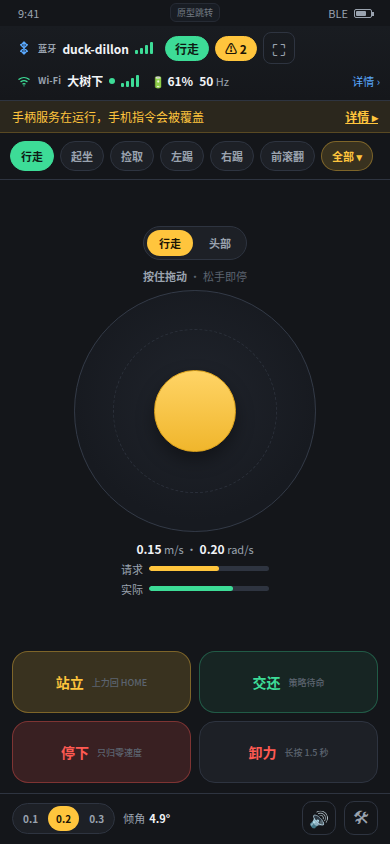 9:41 原型跳转 BLE
蓝牙 duck-dillon 行走 ⚠ 2
Wi-Fi 大树下 61% 50 Hz 详情 ›
手柄服务在运行，手机指令会被覆盖 详情 ▸
行走 起坐 捡取 左踢 右踢 前滚翻 全部 ▾
行走 头部
按住拖动 · 松手即停
0.15 m/s · 0.20 rad/s
请求
实际
站立 上力回 HOME 交还 策略待命
停下 只归零速度 卸力 长按 1.5 秒
0.1 0.2 0.3 倾角 4.9°